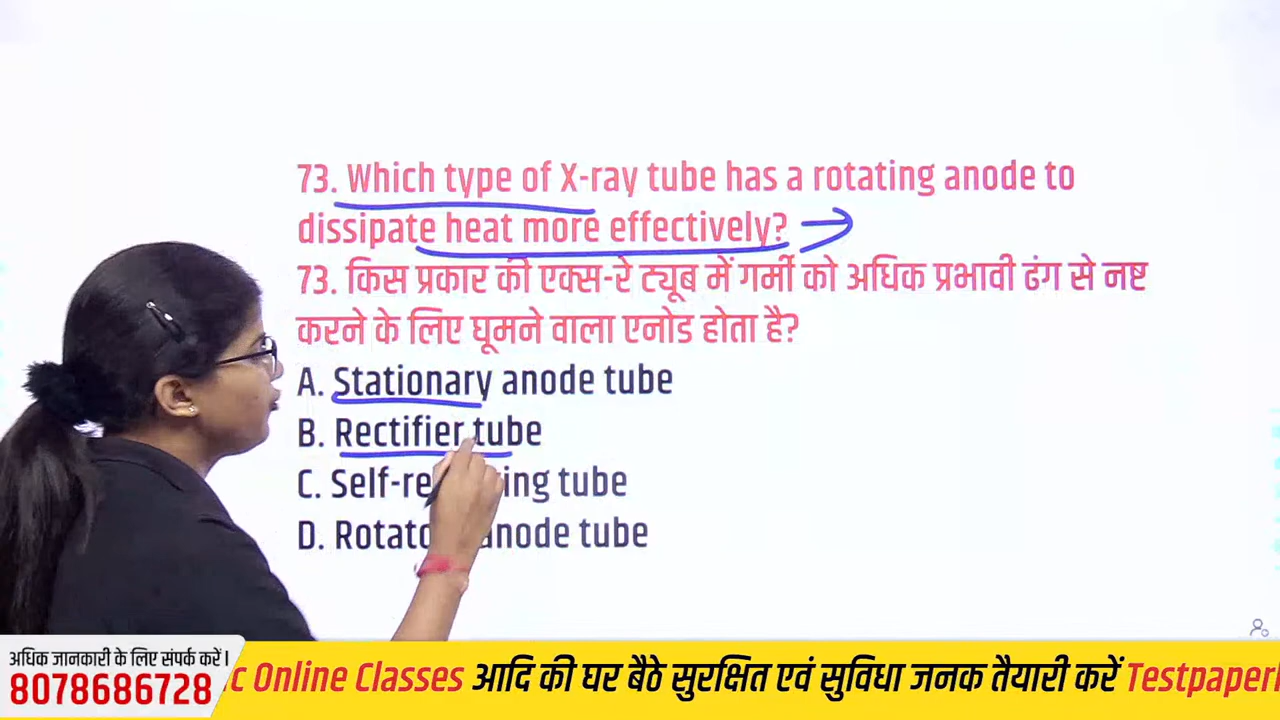 73. Which type of X-ray tube has a rotating anode to
dissipate heat more effectively?
73. किस प्रकार की एक्स-रे ट्यूब में गर्मी को अधिक प्रभावी ढंग से नष्ट
करने के लिए घूमने वाला एनोड होता है?
A. Stationary anode tube
B. Rectifier tube
C. Self-re ing tube
D. Rotato anode tube
अधिक जानकारी के लिए संपर्क करें।
8078686728
Online Classes आदि की घर बैठे सुरक्षित एवं सुविधा जनक तैयारी करें Testpaper